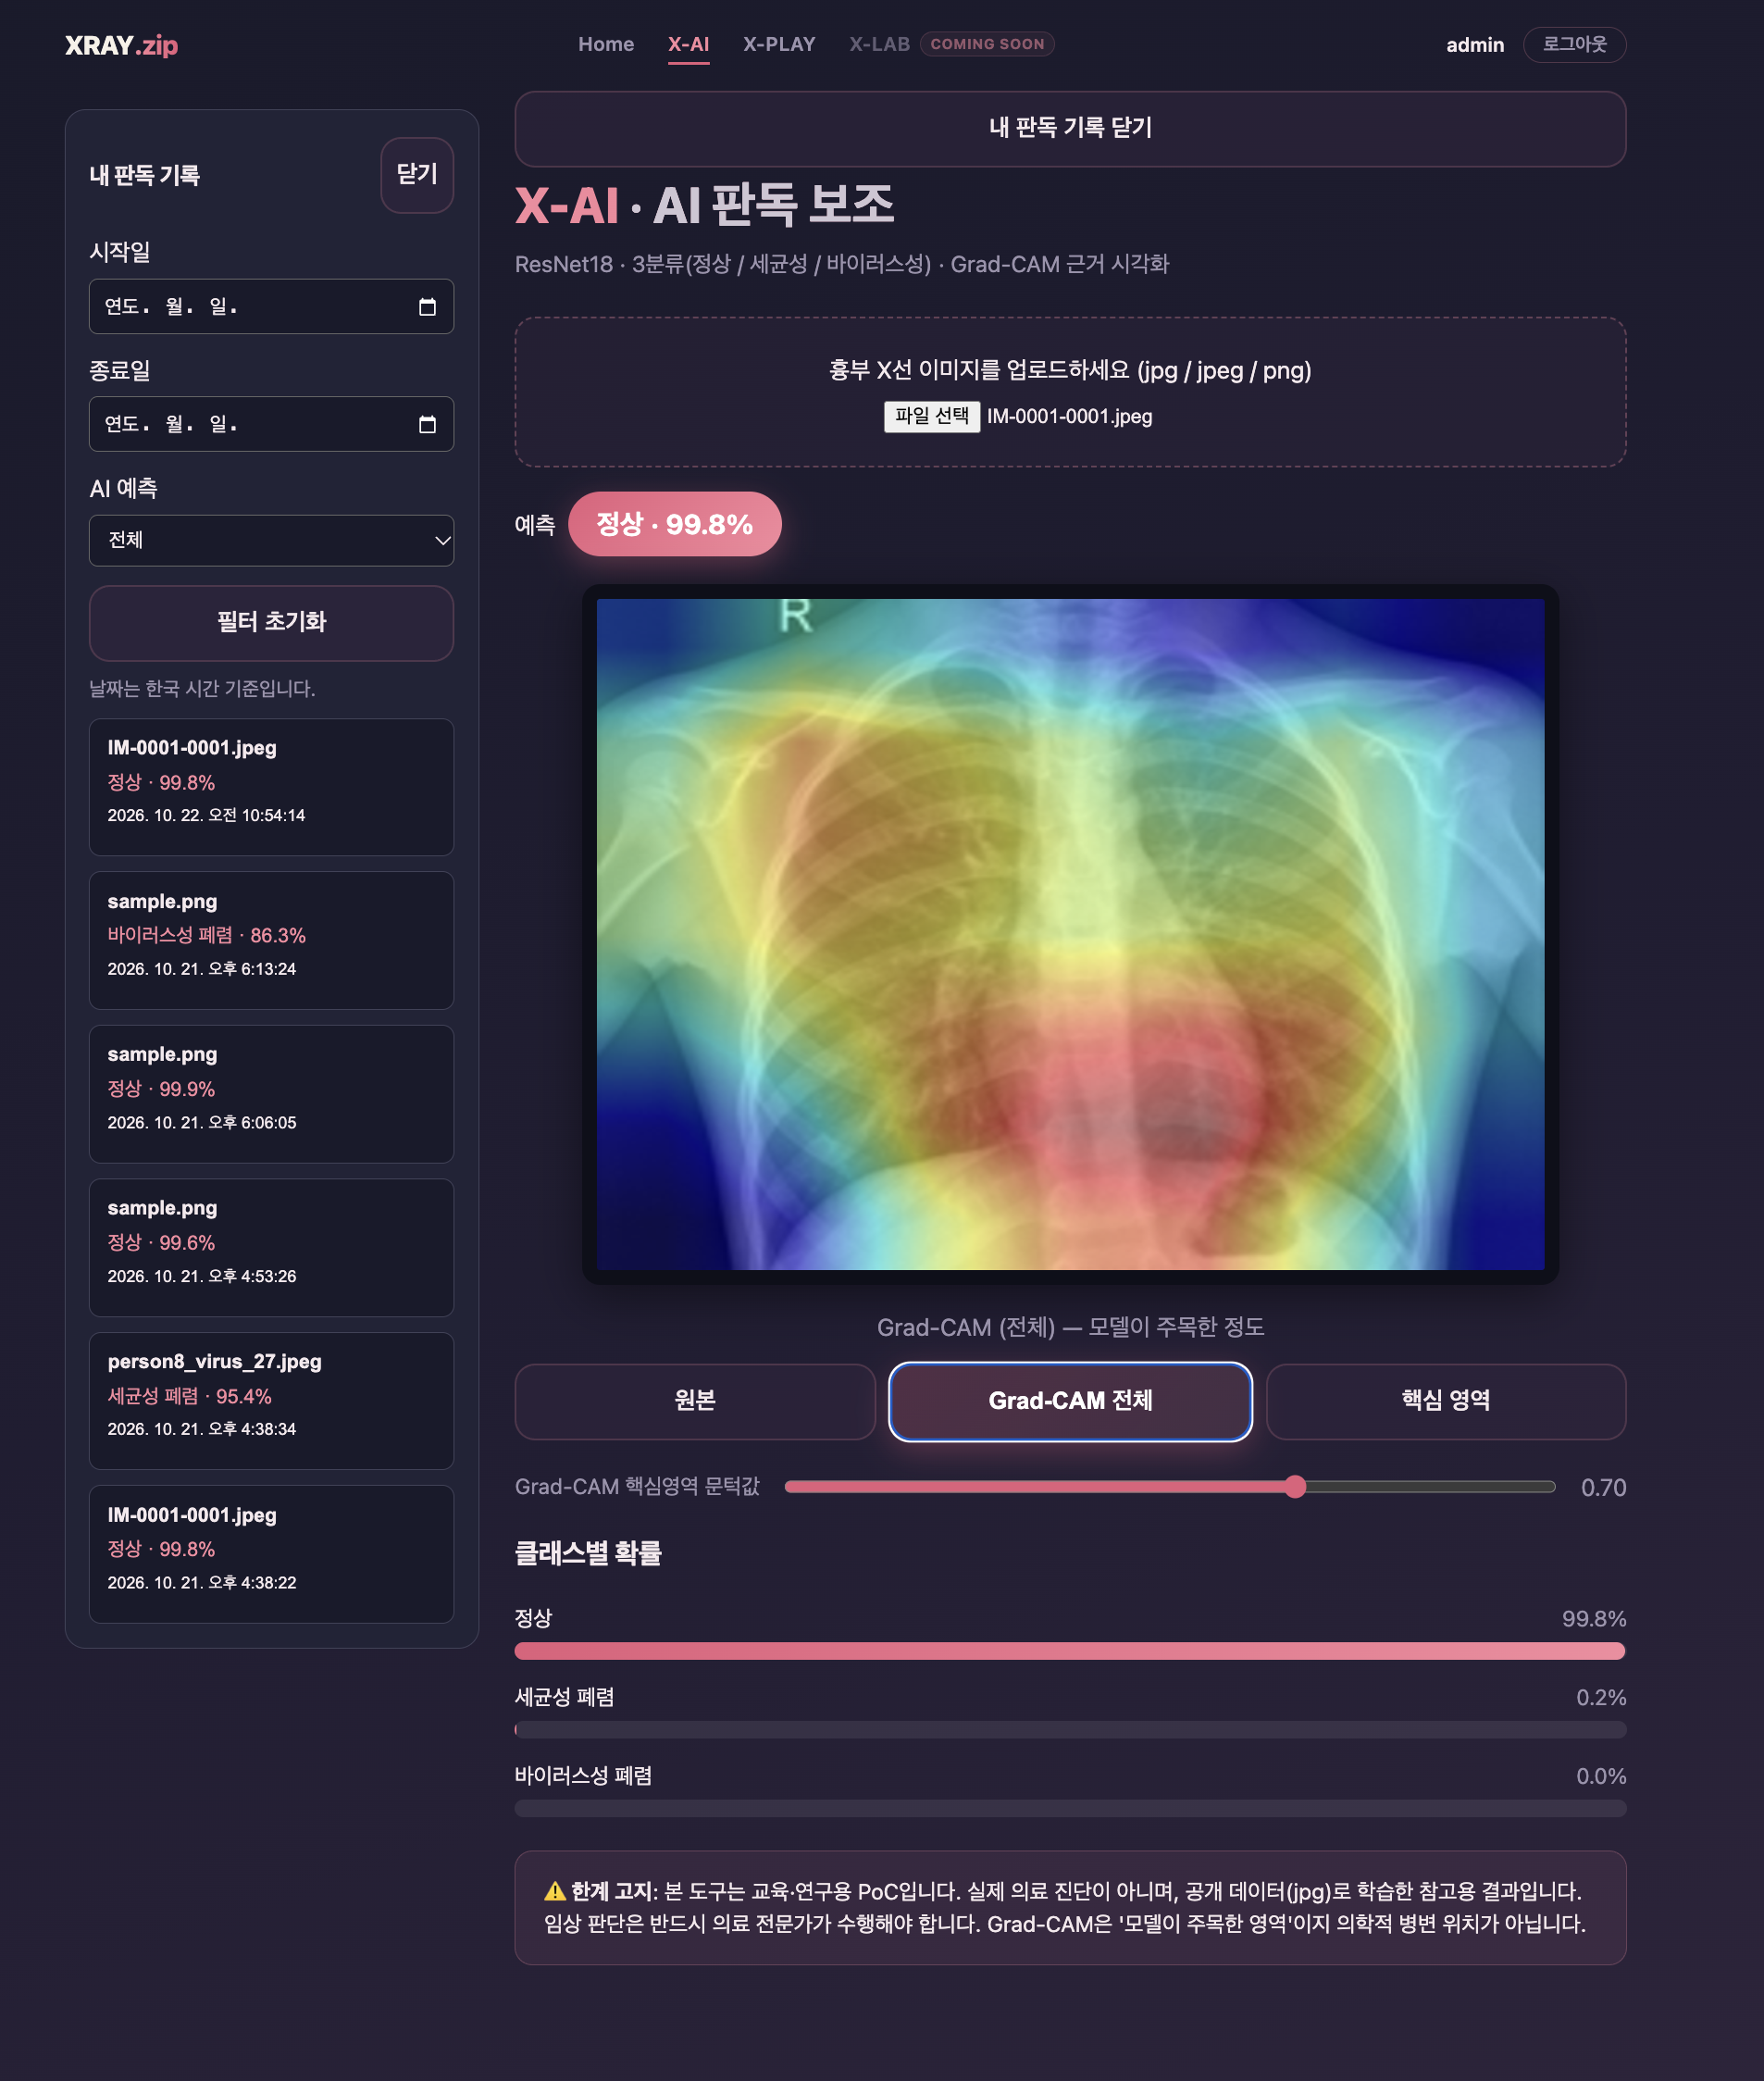 XRAY.zip
Home X-AI X-PLAY X-LAB COMING SOON
admin 로그아웃
내 판독 기록 닫기
시작일
연도. 월. 일.
종료일
연도. 월. 일.
AI 예측
전체
필터 초기화
날짜는 한국 시간 기준입니다.
IM-0001-0001.jpeg
정상 · 99.8%
2026. 10. 22. 오전 10:54:14
sample.png
바이러스성 폐렴 · 86.3%
2026. 10. 21. 오후 6:13:24
sample.png
정상 · 99.9%
2026. 10. 21. 오후 6:06:05
sample.png
정상 · 99.6%
2026. 10. 21. 오후 4:53:26
person8_virus_27.jpeg
세균성 폐렴 · 95.4%
2026. 10. 21. 오후 4:38:34
IM-0001-0001.jpeg
정상 · 99.8%
2026. 10. 21. 오후 4:38:22
내 판독 기록 닫기
X-AI · AI 판독 보조
ResNet18 · 3분류(정상 / 세균성 / 바이러스성) · Grad-CAM 근거 시각화
흉부 X선 이미지를 업로드하세요 (jpg / jpeg / png)
파일 선택 IM-0001-0001.jpeg
예측 정상 · 99.8%
R
Grad-CAM (전체) — 모델이 주목한 정도
원본 Grad-CAM 전체 핵심 영역
Grad-CAM 핵심영역 문턱값 0.70
클래스별 확률
정상 99.8%
세균성 폐렴 0.2%
바이러스성 폐렴 0.0%
⚠️ 한계 고지: 본 도구는 교육·연구용 PoC입니다. 실제 의료 진단이 아니며, 공개 데이터(jpg)로 학습한 참고용 결과입니다.
임상 판단은 반드시 의료 전문가가 수행해야 합니다. Grad-CAM은 '모델이 주목한 영역'이지 의학적 병변 위치가 아닙니다.